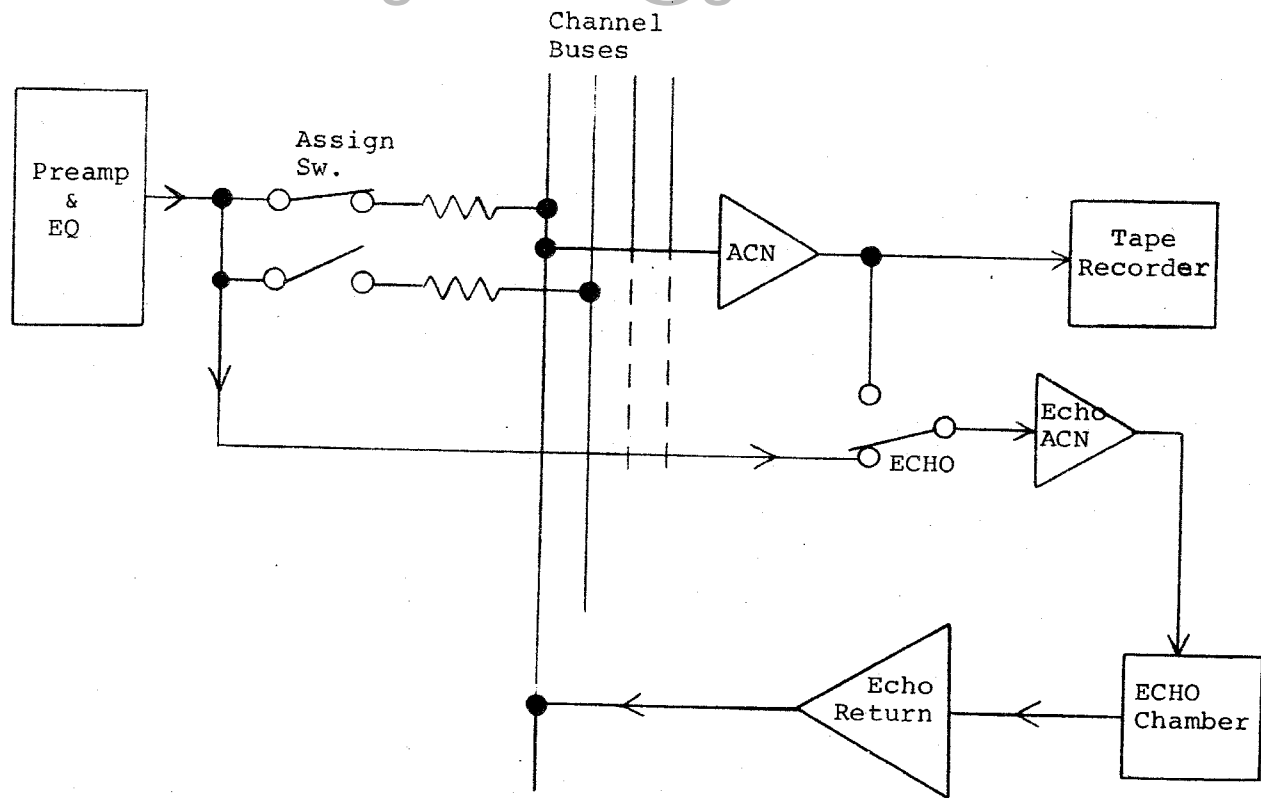 Channel
Buses
Preamp
&
EQ
Assign
Sw.
ACN
Tape
Recorder
Echo
ACN
ECHO
Echo
Return
ECHO
Chamber